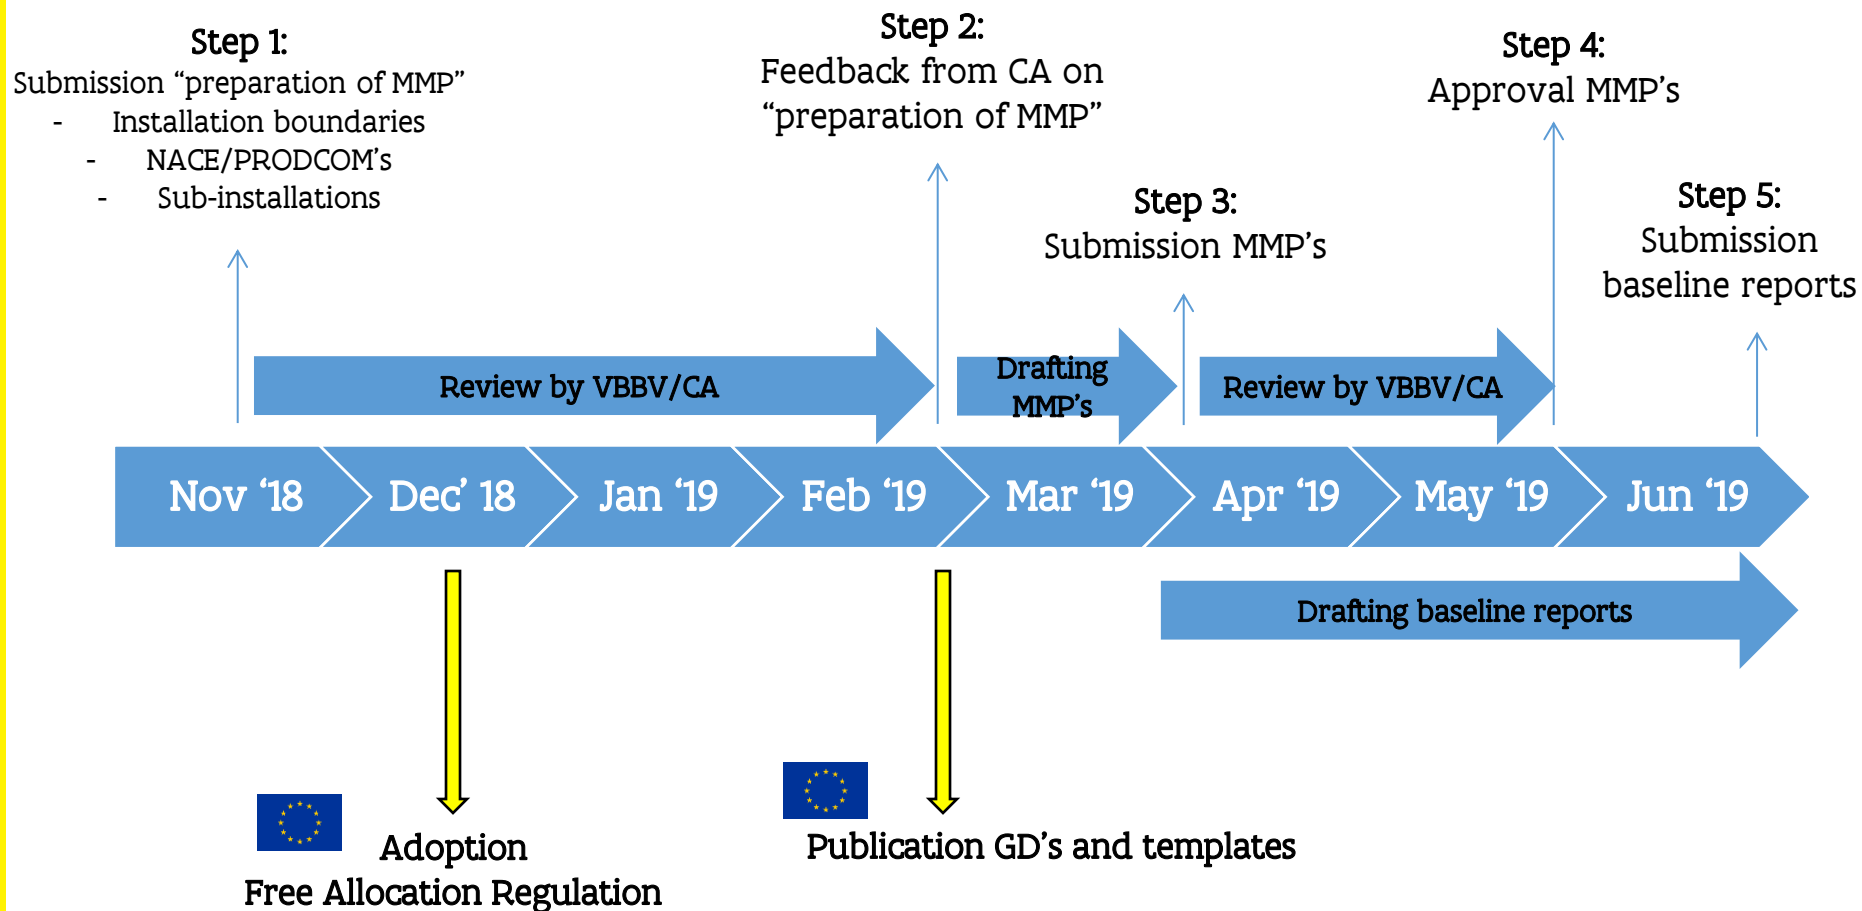 Step 1:
Submission “preparation of MMP”
- Installation boundaries
- NACE/PRODCOM’s
- Sub-installations
Step 2:
Feedback from CA on
“preparation of MMP”
Step 3:
Submission MMP’s
Step 4:
Approval MMP’s
Step 5:
Submission
baseline reports
Review by VBBV/CA
Drafting
MMP’s
Review by VBBV/CA
Nov ‘18
Dec’ 18
Jan ‘19
Feb ‘19
Mar ‘19
Apr ‘19
May ‘19
Jun ‘19
Drafting baseline reports
Adoption
Free Allocation Regulation
Publication GD’s and templates